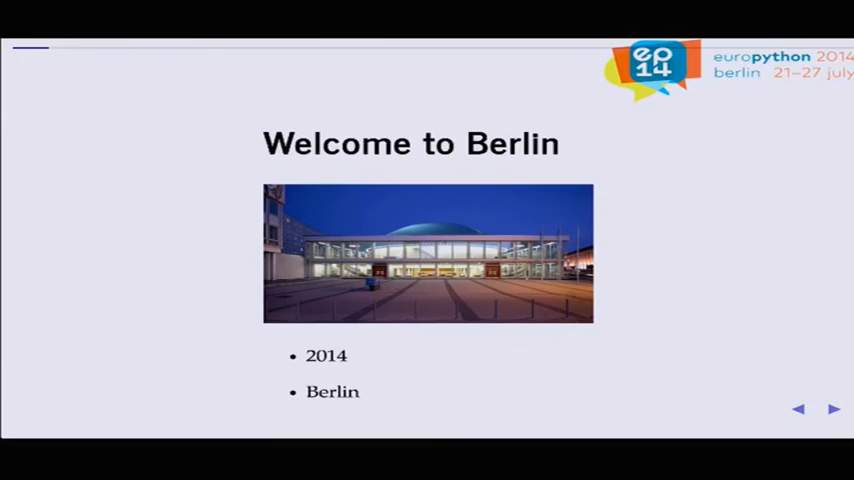 ep
14
europython 2014
berlin 21–27 july
Welcome to Berlin
• 2014
• Berlin